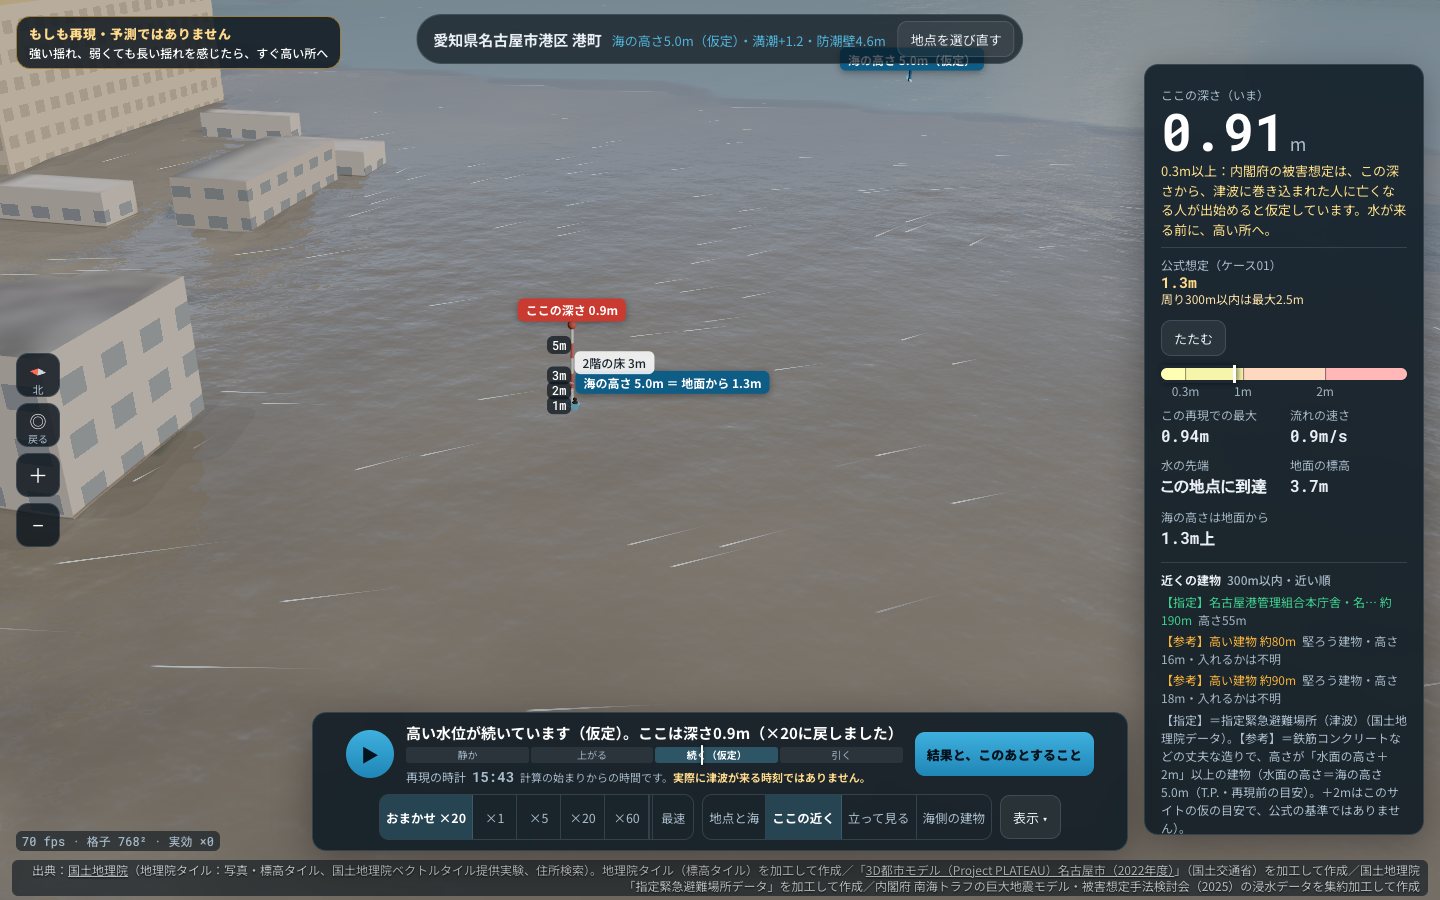 もしも再現・予測ではありません
強い揺れ、弱くても長い揺れを感じたら、すぐ高い所へ
愛知県名古屋市港区 港町 海の高さ5.0m（仮定）・満潮+1.2・防潮壁4.6m 地点を選び直す
海の高さ 5.0m（仮定）
ここの深さ（いま）
0.91 m
0.3m以上：内閣府の被害想定は、この深
さから、津波に巻き込まれた人に亡くな
る人が出始めると仮定しています。水が来
る前に、高い所へ。
公式想定（ケース01）
1.3m
周り300m以内は最大2.5m
たたむ
0.3m 1m 2m
この再現での最大 流れの速さ
0.94m 0.9m/s
水の先端 地面の標高
この地点に到達 3.7m
海の高さは地面から
1.3m上
近くの建物 300m以内・近い順
【指定】名古屋港管理組合本庁舎・名… 約
190m 高さ55m
【参考】高い建物 約80m 堅ろう建物・高さ
16m・入れるかは不明
【参考】高い建物 約90m 堅ろう建物・高さ
18m・入れるかは不明
【指定】＝指定緊急避難場所（津波）（国土地
理院データ）。【参考】＝鉄筋コンクリートな
どの丈夫な造りで、高さが「水面の高さ＋
2m」以上の建物（水面の高さ＝海の高さ
5.0m（T.P.・再現前の目安）。＋2mはこのサ
イトの仮の目安で、公式の基準ではありませ
ん）。
ここの深さ 0.9m
5m
2階の床 3m
3m
海の高さ 5.0m ＝ 地面から 1.3m
2m
1m
北
戻る
＋
−
高い水位が続いています（仮定）。ここは深さ0.9m（×20に戻しました）
静か 上がる 続く（仮定） 引く
再現の時計 15:43 計算の始まりからの時間です。実際に津波が来る時刻ではありません。
結果と、このあとすること
おまかせ ×20 ×1 ×5 ×20 ×60 最速 地点と海 ここの近く 立って見る 海側の建物 表示 ▾
70 fps · 格子 768² · 実効 ×0
出典：国土地理院（地理院タイル：写真・標高タイル、国土地理院ベクトルタイル提供実験、住所検索）。地理院タイル（標高タイル）を加工して作成／「3D都市モデル（Project PLATEAU）名古屋市（2022年度）」（国土交通省）を加工して作成／国土地理院
「指定緊急避難場所データ」を加工して作成／内閣府 南海トラフの巨大地震モデル・被害想定手法検討会（2025）の浸水データを集約加工して作成